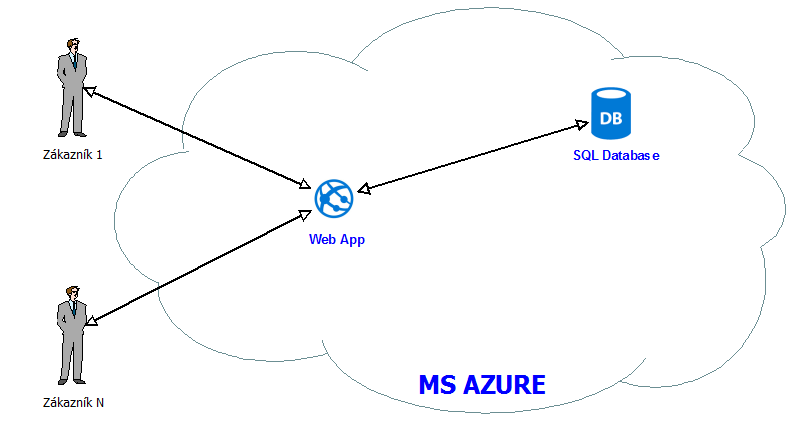 Zákazník 1
DB
SQL Database
Web App
MS AZURE
Zákazník N